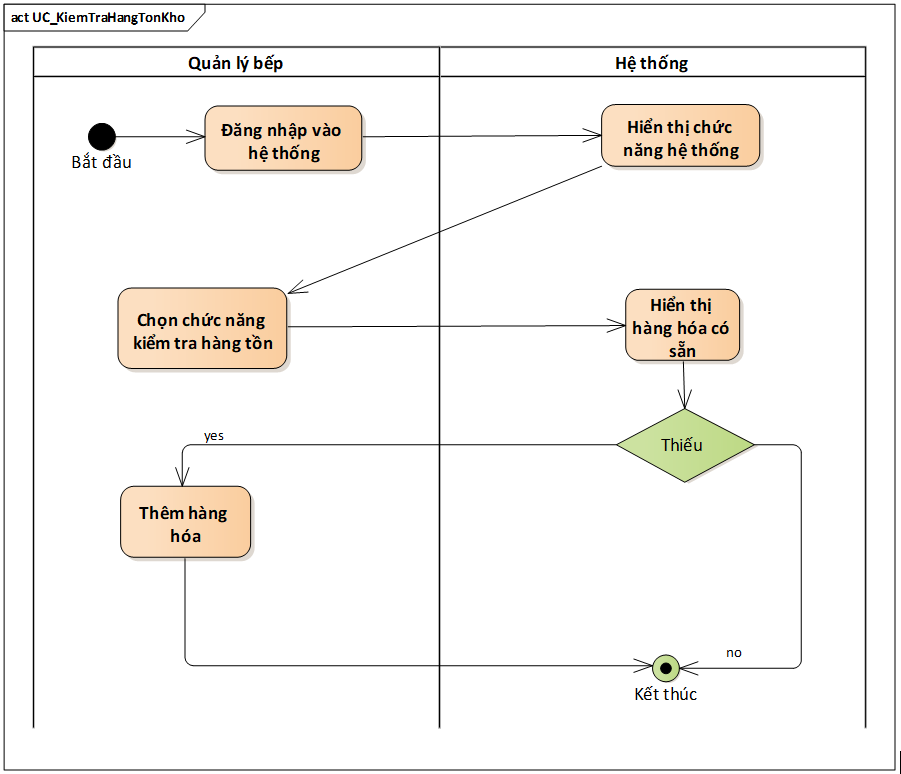 act UC_KiemTraHangTonKho
Quản lý bếp
Hệ thống
Đăng nhập vào
hệ thống
Hiển thị chức
năng hệ thống
Bắt đầu
Chọn chức năng
kiểm tra hàng tồn
Hiển thị
hàng hóa có
sẵn
Thiếu
yes
Thêm hàng
hóa
no
Kết thúc